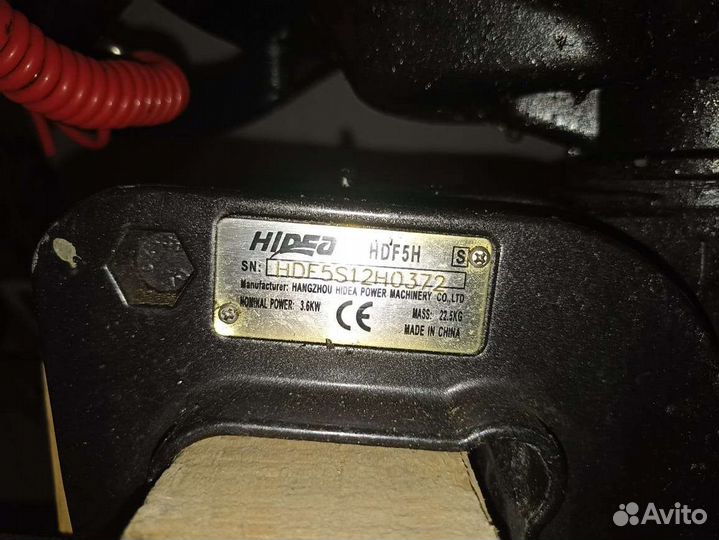 HIDEA HDF5H S
SN: HDF5S12H0372
Manufacturer: HANGZHOU HIDEA POWER MACHINERY CO,.LTD
NOMINAL POWER: 3.6KW CE MASS: 22.5KG
MADE IN CHINA
Avito